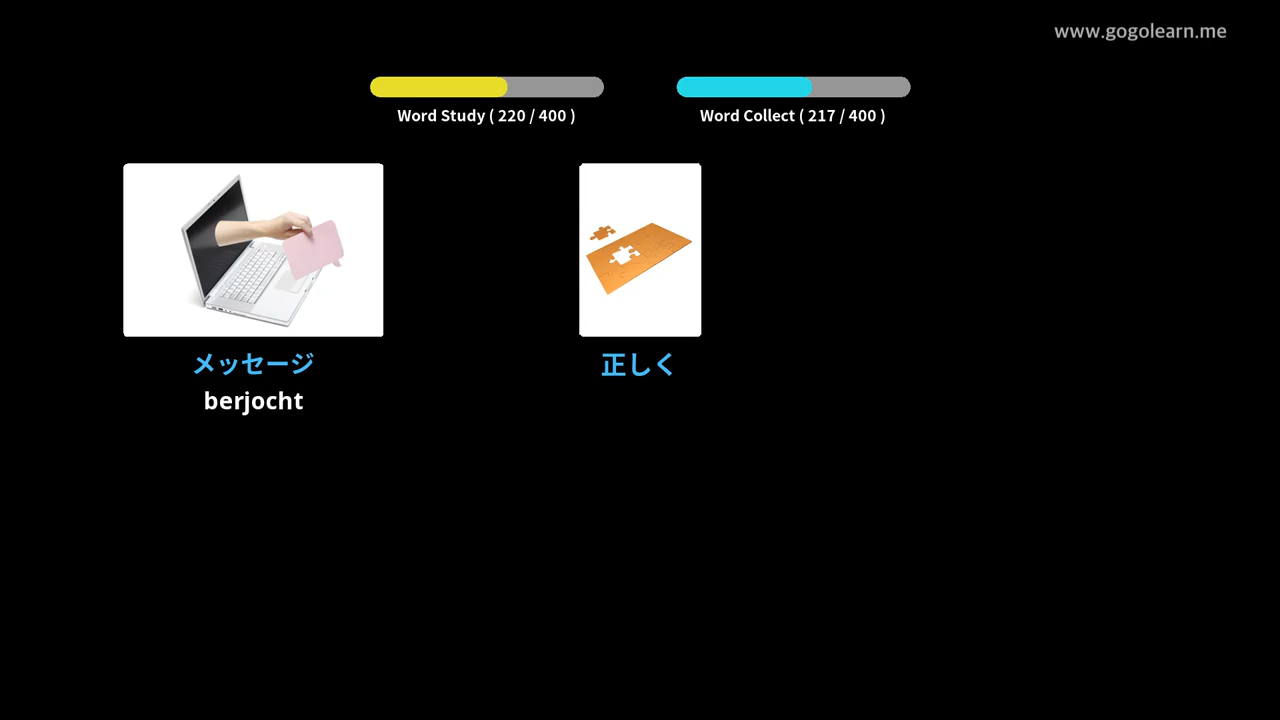 www.gogolearn.me
Word Study ( 220 / 400 )
Word Collect ( 217 / 400 )
メッセージ
berjocht
正しく